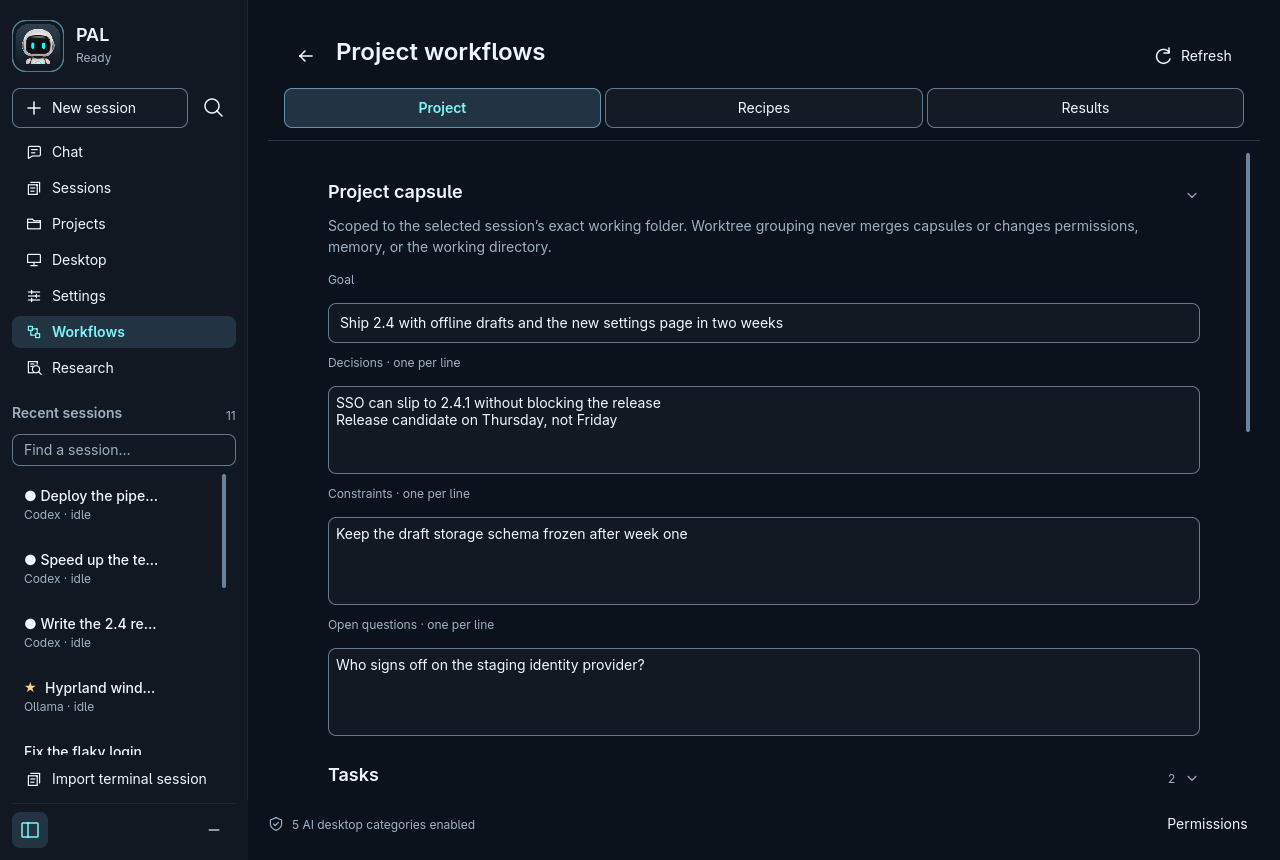 PAL
Ready
New session
Chat
Sessions
Projects
Desktop
Settings
Workflows
Research
Recent sessions 11
Find a session...
Deploy the pipe...
Codex · idle
Speed up the te...
Codex · idle
Write the 2.4 re...
Codex · idle
★ Hyprland wind...
Ollama · idle
Fix the flaky login
Import terminal session
Project workflows
Refresh
Project
Recipes
Results
Project capsule
Scoped to the selected session’s exact working folder. Worktree grouping never merges capsules or changes permissions,
memory, or the working directory.
Goal
Ship 2.4 with offline drafts and the new settings page in two weeks
Decisions · one per line
SSO can slip to 2.4.1 without blocking the release
Release candidate on Thursday, not Friday
Constraints · one per line
Keep the draft storage schema frozen after week one
Open questions · one per line
Who signs off on the staging identity provider?
Tasks 2
5 AI desktop categories enabled
Permissions